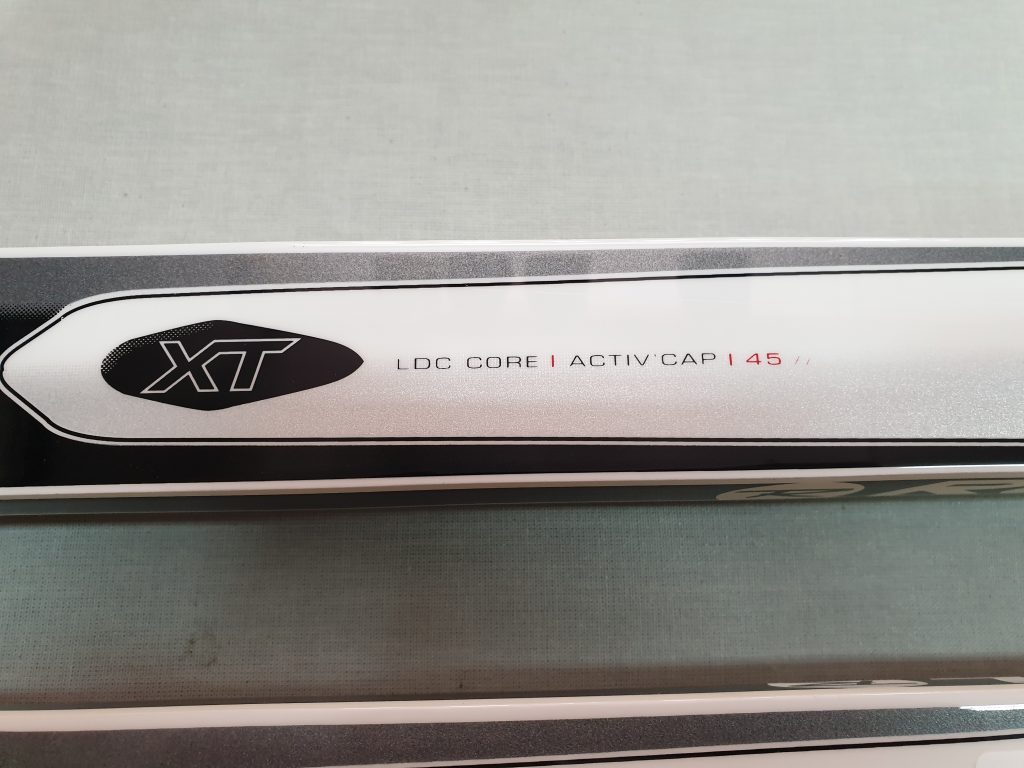 XT
LDC CORE | ACTIV'CAP | 45 //